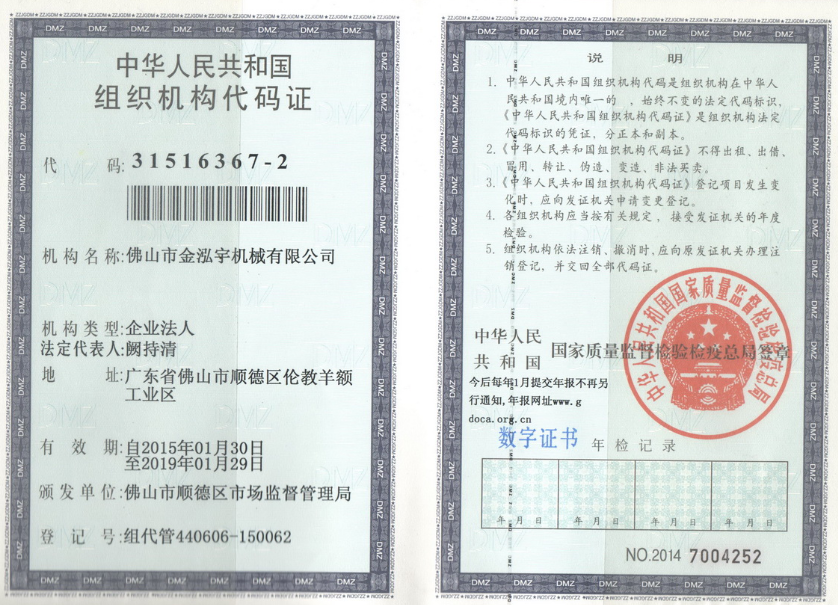 中华人民共和国
组织机构代码证
代 码: 31516367-2
机构名称:佛山市金泓宇机械有限公司
机构类型:企业法人
法定代表人:阙持清
地 址:广东省佛山市顺德区伦教羊额
工业区
有 效 期:自2015年01月30日
至2019年01月29日
颁发单位:佛山市顺德区市场监督管理局
登 记 号:组代管440606-150062
说 明
1. 中华人民共和国组织机构代码是组织机构在中华人
民共和国境内唯一的 、始终不变的法定代码标识,
《中华人民共和国组织机构代码证》是组织机构法定
代码标识的凭证, 分正本和副本。
2.《中华人民共和国组织机构代码证》不得出租、出借、
冒用、转让、伪造、变造、非法买卖。
3.《中华人民共和国组织机构代码证》登记项目发生变
化时, 应向发证机关申请变更登记。
4. 各组织机构应当按有关规定, 接受发证机关的年度
检验。
5. 组织机构依法注销、撤消时, 应向原发证机关办理注
销登记, 并交回全部代码证。
中华人民
共和国 国家质量监督检验检疫总局签章
中华人民共和国国家质量监督检验检疫总局
今后每年1月提交年报不再另
行通知,年报网址www.g
doca.org.cn
数字证书 年检记录
年 月 日 年 月 日 年 月 日 年 月 日
NO.2014 7004252